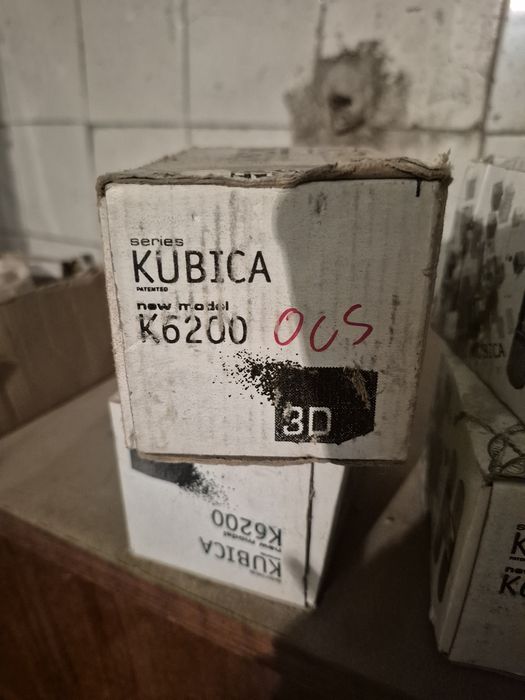 series
KUBICA
PATENTED
new model
K6200 OCS
3D
K6200
new model
KUBICA
KUBICA